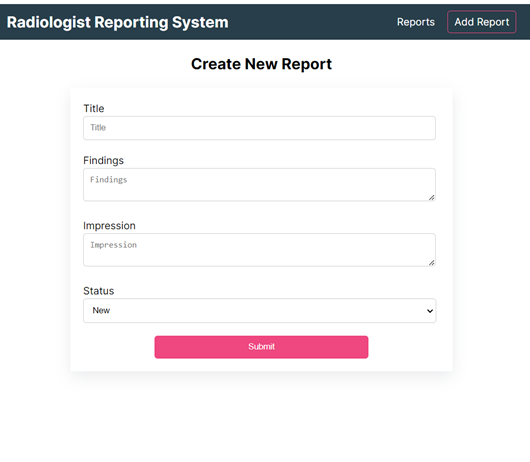 Radiologist Reporting System
Reports
Add Report
Create New Report
Title
Title
Findings
Findings
Impression
Impression
Status
New
Submit